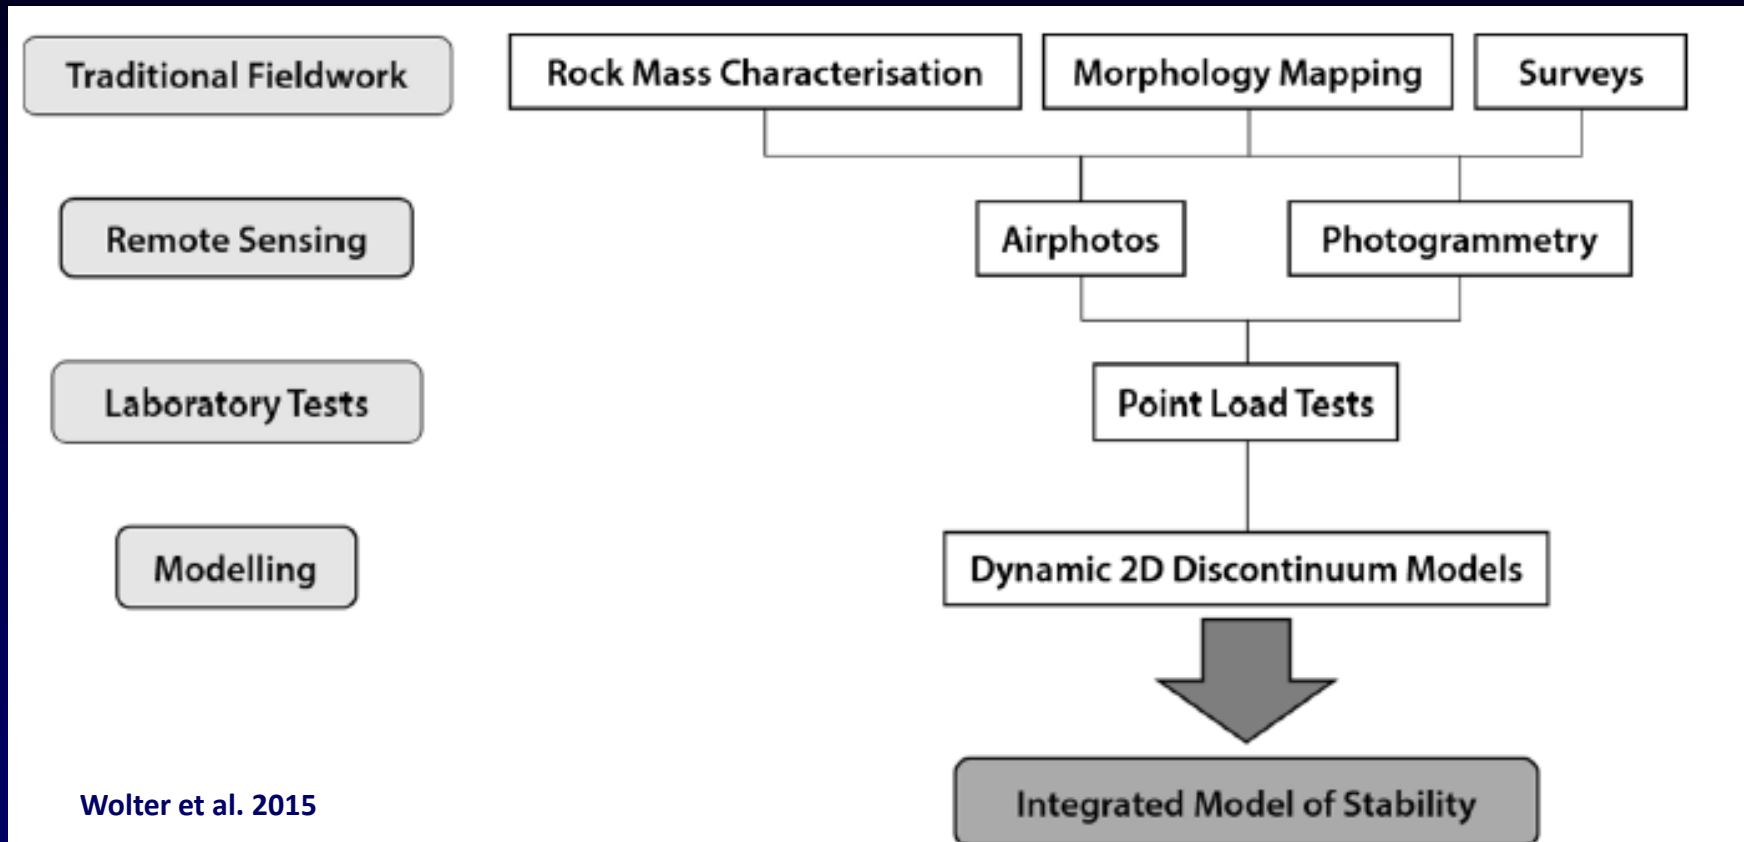 Traditional Fieldwork
Rock Mass Characterisation
Morphology Mapping
Surveys
Remote Sensing
Airphotos
Photogrammetry
Laboratory Tests
Point Load Tests
Modelling
Dynamic 2D Discontinuum Models
Wolter et al. 2015
Integrated Model of Stability